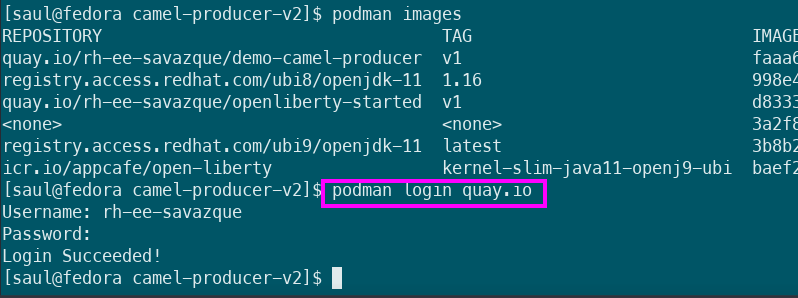 [saul@fedora camel-producer-v2]$ podman images
REPOSITORY TAG IMAGE
quay.io/rh-ee-savazque/demo-camel-producer v1 faaa6
registry.access.redhat.com/ubi8/openjdk-11 1.16 998e4
quay.io/rh-ee-savazque/openliberty-started v1 d8333
<none> <none> 3a2f8
registry.access.redhat.com/ubi9/openjdk-11 latest 3b8b2
icr.io/appcafe/open-liberty kernel-slim-java11-openj9-ubi baef2
[saul@fedora camel-producer-v2]$ podman login quay.io
Username: rh-ee-savazque
Password:
Login Succeeded!
[saul@fedora camel-producer-v2]$